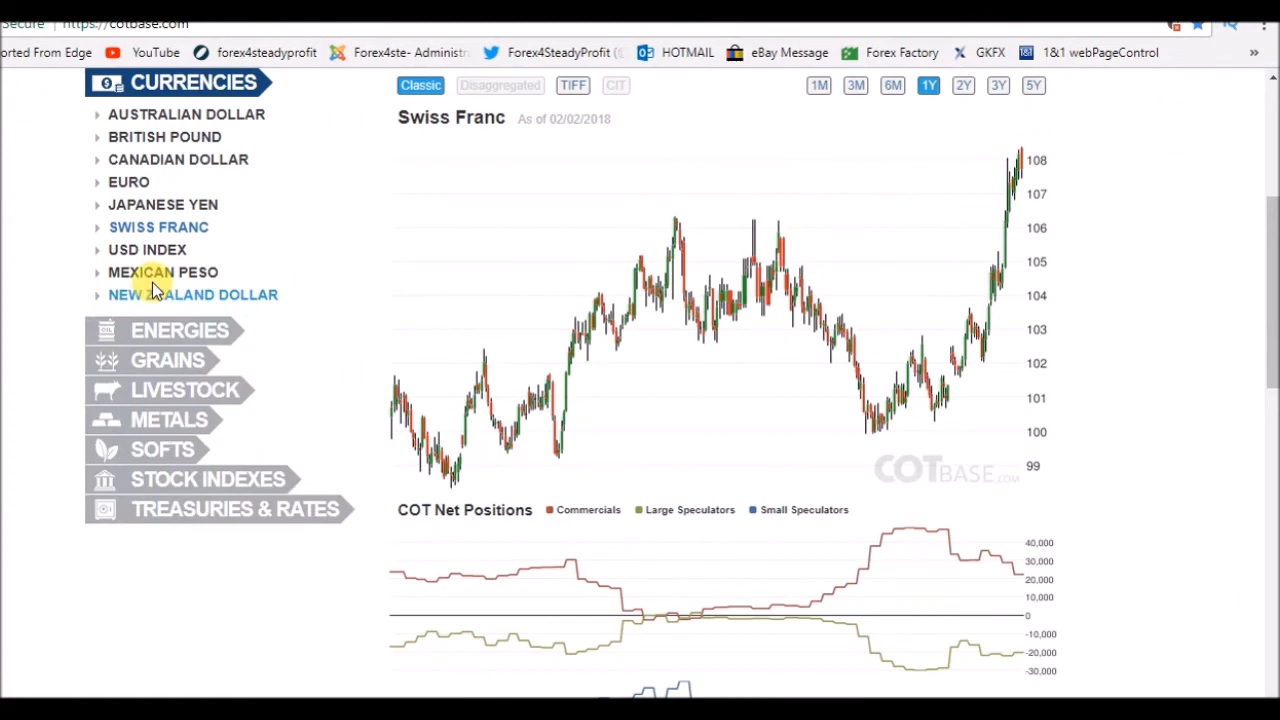 Secure https://cotbase.com
orted From Edge YouTube forex4steadyprofit Forex4ste- Administra Forex4SteadyProfit ( HOTMAIL eBay Message Forex Factory GKFX 1&1 webPageControl »
CURRENCIES
AUSTRALIAN DOLLAR
BRITISH POUND
CANADIAN DOLLAR
EURO
JAPANESE YEN
SWISS FRANC
USD INDEX
MEXICAN PESO
NEW ZEALAND DOLLAR
ENERGIES
GRAINS
LIVESTOCK
METALS
SOFTS
STOCK INDEXES
TREASURIES & RATES
Classic Disaggregated TIFF CIT 1M 3M 6M 1Y 2Y 3Y 5Y
Swiss Franc As of 02/02/2018
108
107
106
105
104
103
102
101
100
99
COTBASE.COM
COT Net Positions Commercials Large Speculators Small Speculators
40,000
30,000
20,000
10,000
0
-10,000
-20,000
-30,000